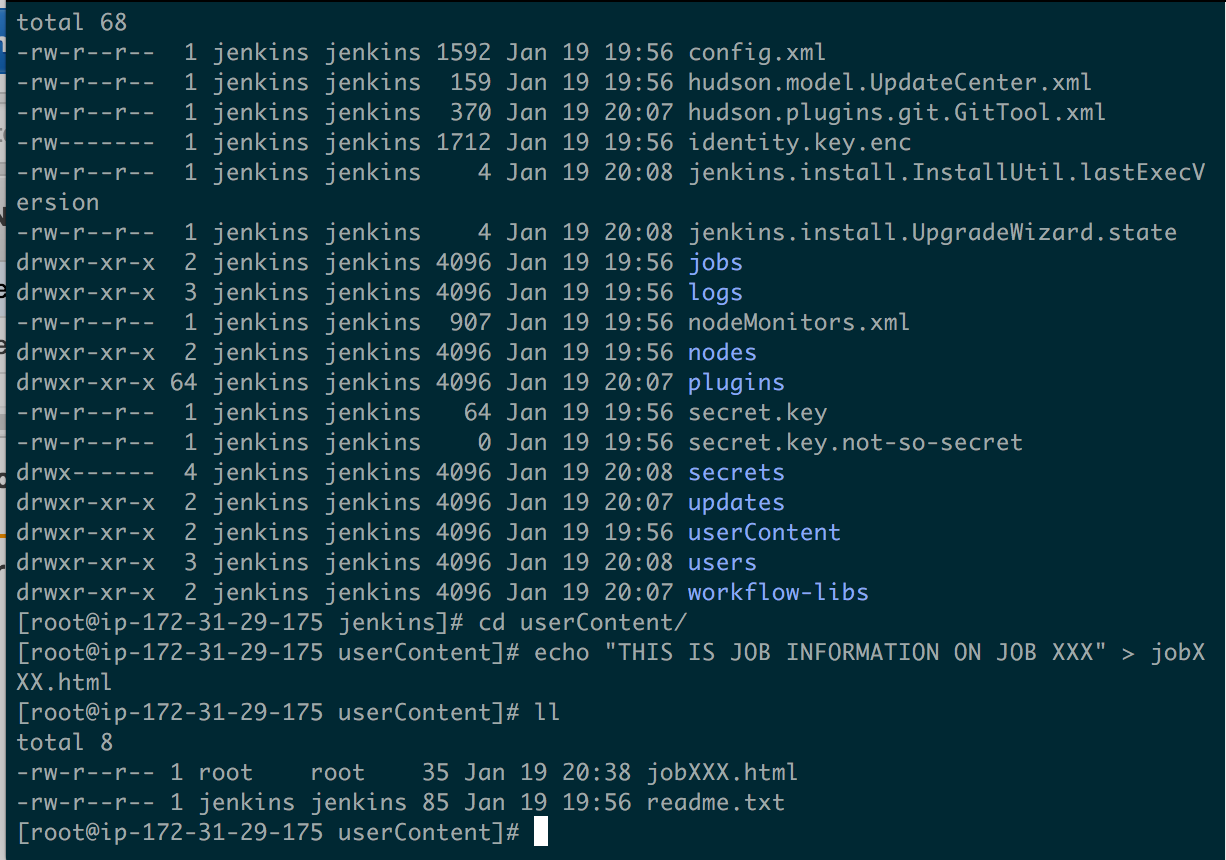 total 68
-rw-r--r--  1 jenkins jenkins 1592 Jan 19 19:56 config.xml
-rw-r--r--  1 jenkins jenkins  159 Jan 19 19:56 hudson.model.UpdateCenter.xml
-rw-r--r--  1 jenkins jenkins  370 Jan 19 20:07 hudson.plugins.git.GitTool.xml
-rw-------  1 jenkins jenkins 1712 Jan 19 19:56 identity.key.enc
-rw-r--r--  1 jenkins jenkins    4 Jan 19 20:08 jenkins.install.InstallUtil.lastExecV
ersion
-rw-r--r--  1 jenkins jenkins    4 Jan 19 20:08 jenkins.install.UpgradeWizard.state
drwxr-xr-x  2 jenkins jenkins 4096 Jan 19 19:56 jobs
drwxr-xr-x  3 jenkins jenkins 4096 Jan 19 19:56 logs
-rw-r--r--  1 jenkins jenkins  907 Jan 19 19:56 nodeMonitors.xml
drwxr-xr-x  2 jenkins jenkins 4096 Jan 19 19:56 nodes
drwxr-xr-x 64 jenkins jenkins 4096 Jan 19 20:07 plugins
-rw-r--r--  1 jenkins jenkins   64 Jan 19 19:56 secret.key
-rw-r--r--  1 jenkins jenkins    0 Jan 19 19:56 secret.key.not-so-secret
drwx------  4 jenkins jenkins 4096 Jan 19 20:08 secrets
drwxr-xr-x  2 jenkins jenkins 4096 Jan 19 20:07 updates
drwxr-xr-x  2 jenkins jenkins 4096 Jan 19 19:56 userContent
drwxr-xr-x  3 jenkins jenkins 4096 Jan 19 20:08 users
drwxr-xr-x  2 jenkins jenkins 4096 Jan 19 20:07 workflow-libs
[root@ip-172-31-29-175 jenkins]# cd userContent/
[root@ip-172-31-29-175 userContent]# echo "THIS IS JOB INFORMATION ON JOB XXX" > jobX
XX.html
[root@ip-172-31-29-175 userContent]# ll
total 8
-rw-r--r-- 1 root    root    35 Jan 19 20:38 jobXXX.html
-rw-r--r-- 1 jenkins jenkins 85 Jan 19 19:56 readme.txt
[root@ip-172-31-29-175 userContent]#